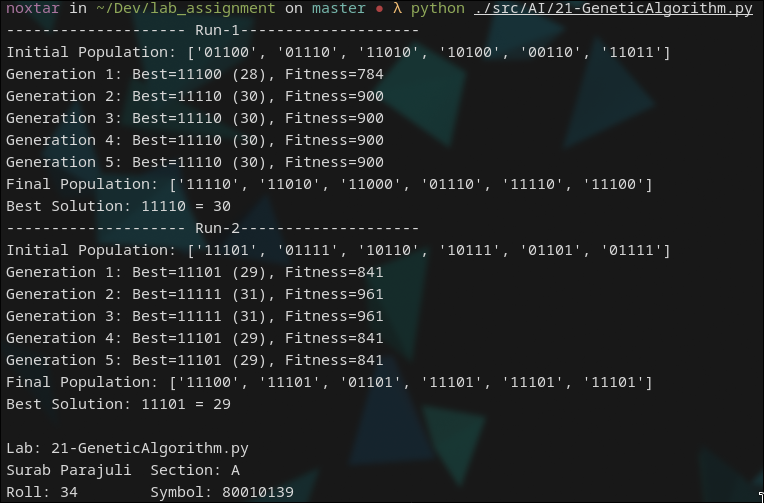 noxtar in ~/Dev/lab_assignment on master • λ python ./src/AI/21-GeneticAlgorithm.py
-------------------- Run-1--------------------
Initial Population: ['01100', '01110', '11010', '10100', '00110', '11011']
Generation 1: Best=11100 (28), Fitness=784
Generation 2: Best=11110 (30), Fitness=900
Generation 3: Best=11110 (30), Fitness=900
Generation 4: Best=11110 (30), Fitness=900
Generation 5: Best=11110 (30), Fitness=900
Final Population: ['11110', '11010', '11000', '01110', '11110', '11100']
Best Solution: 11110 = 30
-------------------- Run-2--------------------
Initial Population: ['11101', '01111', '10110', '10111', '01101', '01111']
Generation 1: Best=11101 (29), Fitness=841
Generation 2: Best=11111 (31), Fitness=961
Generation 3: Best=11111 (31), Fitness=961
Generation 4: Best=11101 (29), Fitness=841
Generation 5: Best=11101 (29), Fitness=841
Final Population: ['11100', '11101', '01101', '11101', '11101', '11101']
Best Solution: 11101 = 29
Lab: 21-GeneticAlgorithm.py
Surab Parajuli  Section: A
Roll: 34        Symbol: 80010139